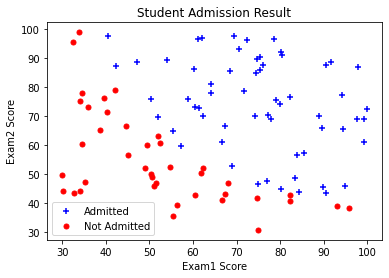 Student Admission Result
100
90
80
70
60
50
40
30
Exam2 Score
Admitted
Not Admitted
30 40 50 60 70 80 90 100
Exam1 Score